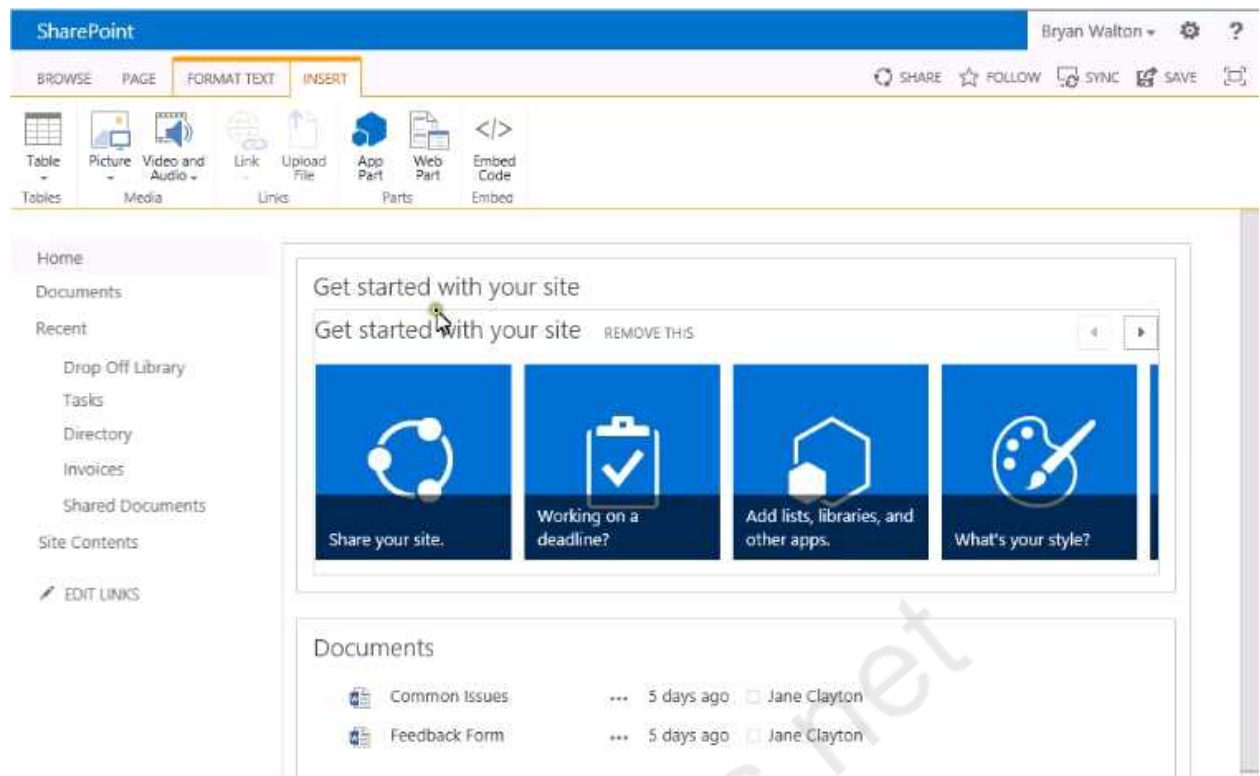 SharePoint
Bryan Walton
?
BROWSE PAGE FORMAT TEXT INSERT
SHARE FOLLOW SYNC SAVE
Table Picture Video and Audio Link Upload File App Part Web Part </> Embed Code
Tables Media Links Parts Embed
Home
Documents
Recent
Drop Off Library
Tasks
Directory
Invoices
Shared Documents
Site Contents
EDIT LINKS
Get started with your site
Get started with your site REMOVE THIS
Share your site.
Working on a
deadline?
Add lists, libraries, and
other apps.
What's your style?
Documents
Common Issues ... 5 days ago Jane Clayton
Feedback Form ... 5 days ago Jane Clayton
s.net